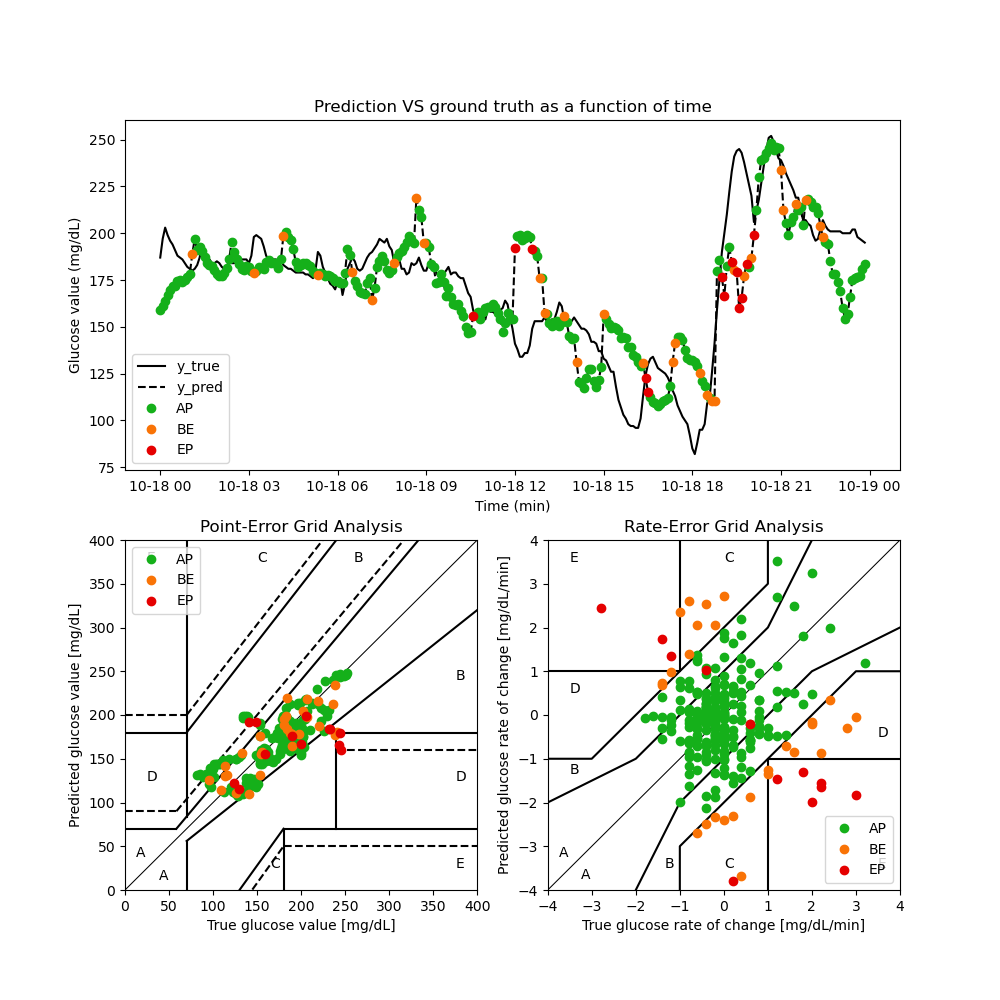 Prediction VS ground truth as a function of time
Glucose value (mg/dL)
250
225
200
175
150
125
100
75
y_true
y_pred
AP
BE
EP
10-18 00 10-18 03 10-18 06 10-18 09 10-18 12 10-18 15 10-18 18 10-18 21 10-19 00
Time (min)
Point-Error Grid Analysis
Predicted glucose value [mg/dL]
400
350
300
250
200
150
100
50
0
AP
BE
EP
C
B
B
D
D
A
A
C
E
0 50 100 150 200 250 300 350 400
True glucose value [mg/dL]
Rate-Error Grid Analysis
Predicted glucose rate of change [mg/dL/min]
4
3
2
1
0
−1
−2
−3
−4
E
C
D
D
B
A
A
B
C
AP
BE
EP
−4 −3 −2 −1 0 1 2 3 4
True glucose rate of change [mg/dL/min]